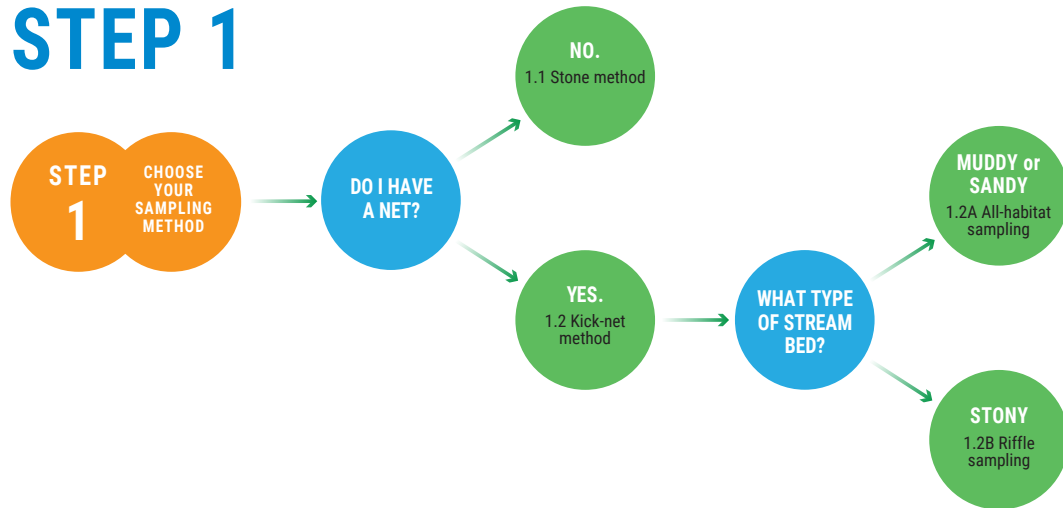 STEP 1
STEP
1
CHOOSE
YOUR
SAMPLING
METHOD
DO I HAVE
A NET?
NO.
1.1 Stone method
YES.
1.2 Kick-net
method
WHAT TYPE
OF STREAM
BED?
MUDDY or
SANDY
1.2A All-habitat
sampling
STONY
1.2B Riffle
sampling